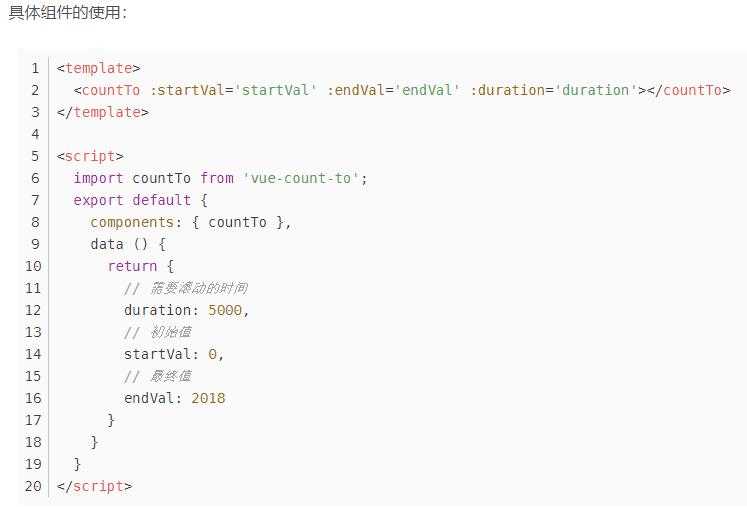 具体组件的使用：
1 <template>
2   <countTo :startVal='startVal' :endVal='endVal' :duration='duration'></countTo>
3 </template>
4
5 <script>
6   import countTo from 'vue-count-to';
7   export default {
8     components: { countTo },
9     data () {
10       return {
11         // 需要滚动的时间
12         duration: 5000,
13         // 初始值
14         startVal: 0,
15         // 最终值
16         endVal: 2018
17       }
18     }
19   }
20 </script>